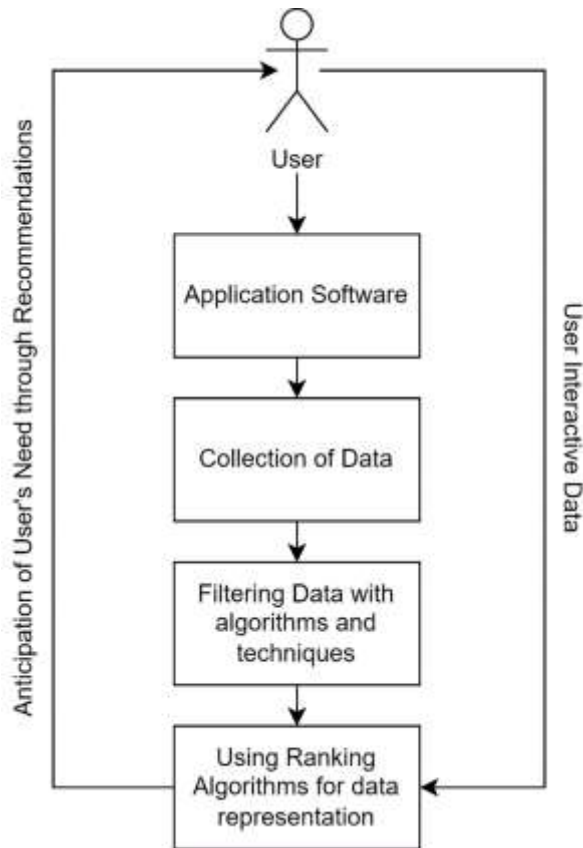 User
Application Software
Collection of Data
Filtering Data with
algorithms and
techniques
Using Ranking
Algorithms for data
representation
Anticipation of User's Need through Recommendations
User Interactive Data